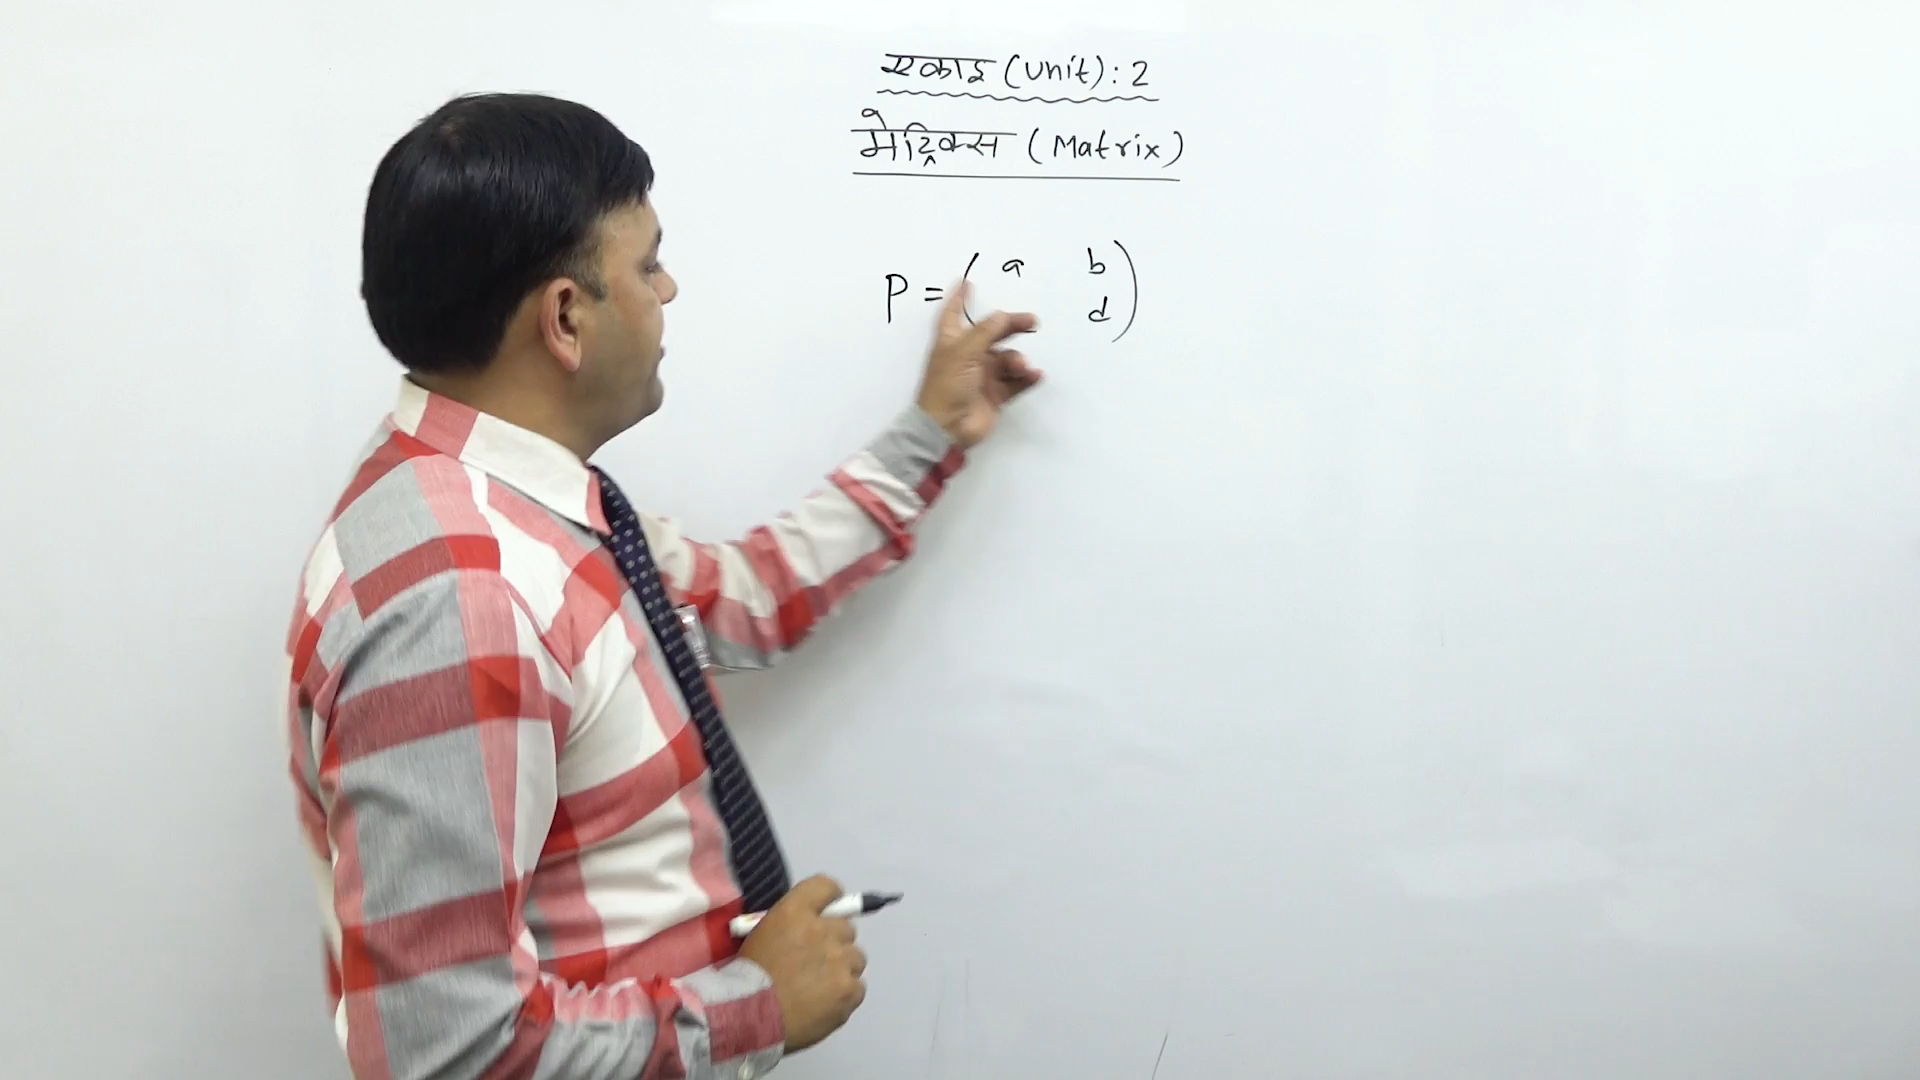 एकाइ (Unit): 2
मेट्रिक्स (Matrix)
P = ( a b )
d